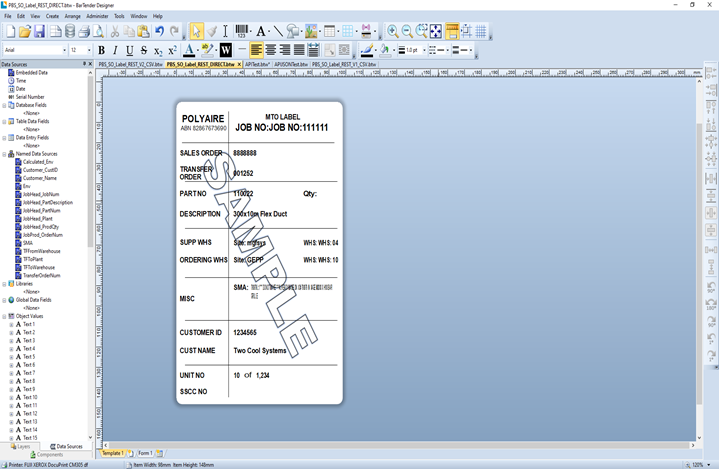 PBS_SO_Label_REST_DIRECT.btw - BarTender Designer
File Edit View Create Arrange Administer Tools Window Help
Arial 12 B I U S X₂ X² A ab W 1.0 pt
Data Sources
PBS_SO_Label_REST_V2_CSV.btw PBS_SO_Label_REST_DIRECT.btw APITest.btw* APIJSONTest.btw PBS_SO_Label_REST_V1_CSV.btw
Embedded Data
Time
Date
Serial Number
Database Fields
<None>
Table Data Fields
<None>
Data Entry Fields
<None>
Named Data Sources
Calculated_Env
Customer_CustID
Customer_Name
Env
JobHead_JobNum
JobHead_PartDescription
JobHead_PartNum
JobHead_Plant
JobHead_ProdQty
JobProd_OrderNum
SMA
TFFromWarehouse
TFToPlant
TFToWarehouse
TransferOrderNum
Libraries
<None>
Global Data Fields
<None>
Object Values
Text 1
Text 2
Text 3
Text 4
Text 5
Text 6
Text 7
Text 8
Text 9
Text 10
Text 11
Text 12
Text 13
Text 14
Text 15
Layers Data Sources
Components
POLYAIRE
ABN 82867673690
MTO LABEL
JOB NO:JOB NO:111111
SALES ORDER 8888888
TRANSFER ORDER 001252
PART NO 110022 Qty:
DESCRIPTION 300x10m Flex Duct
SUPP WHS Site: mfgsys WHS: WHS: 04
ORDERING WHS Site: GEPP WHS: WHS: 10
MISC SMA:
CUSTOMER ID 1234565
CUST NAME Two Cool Systems
UNIT NO 10 of 1,234
SSCC NO
SAMPLE
Template 1 Form 1
Printer: FUJI XEROX DocuPrint CM305 df Item Width: 98mm Item Height: 148mm 120%